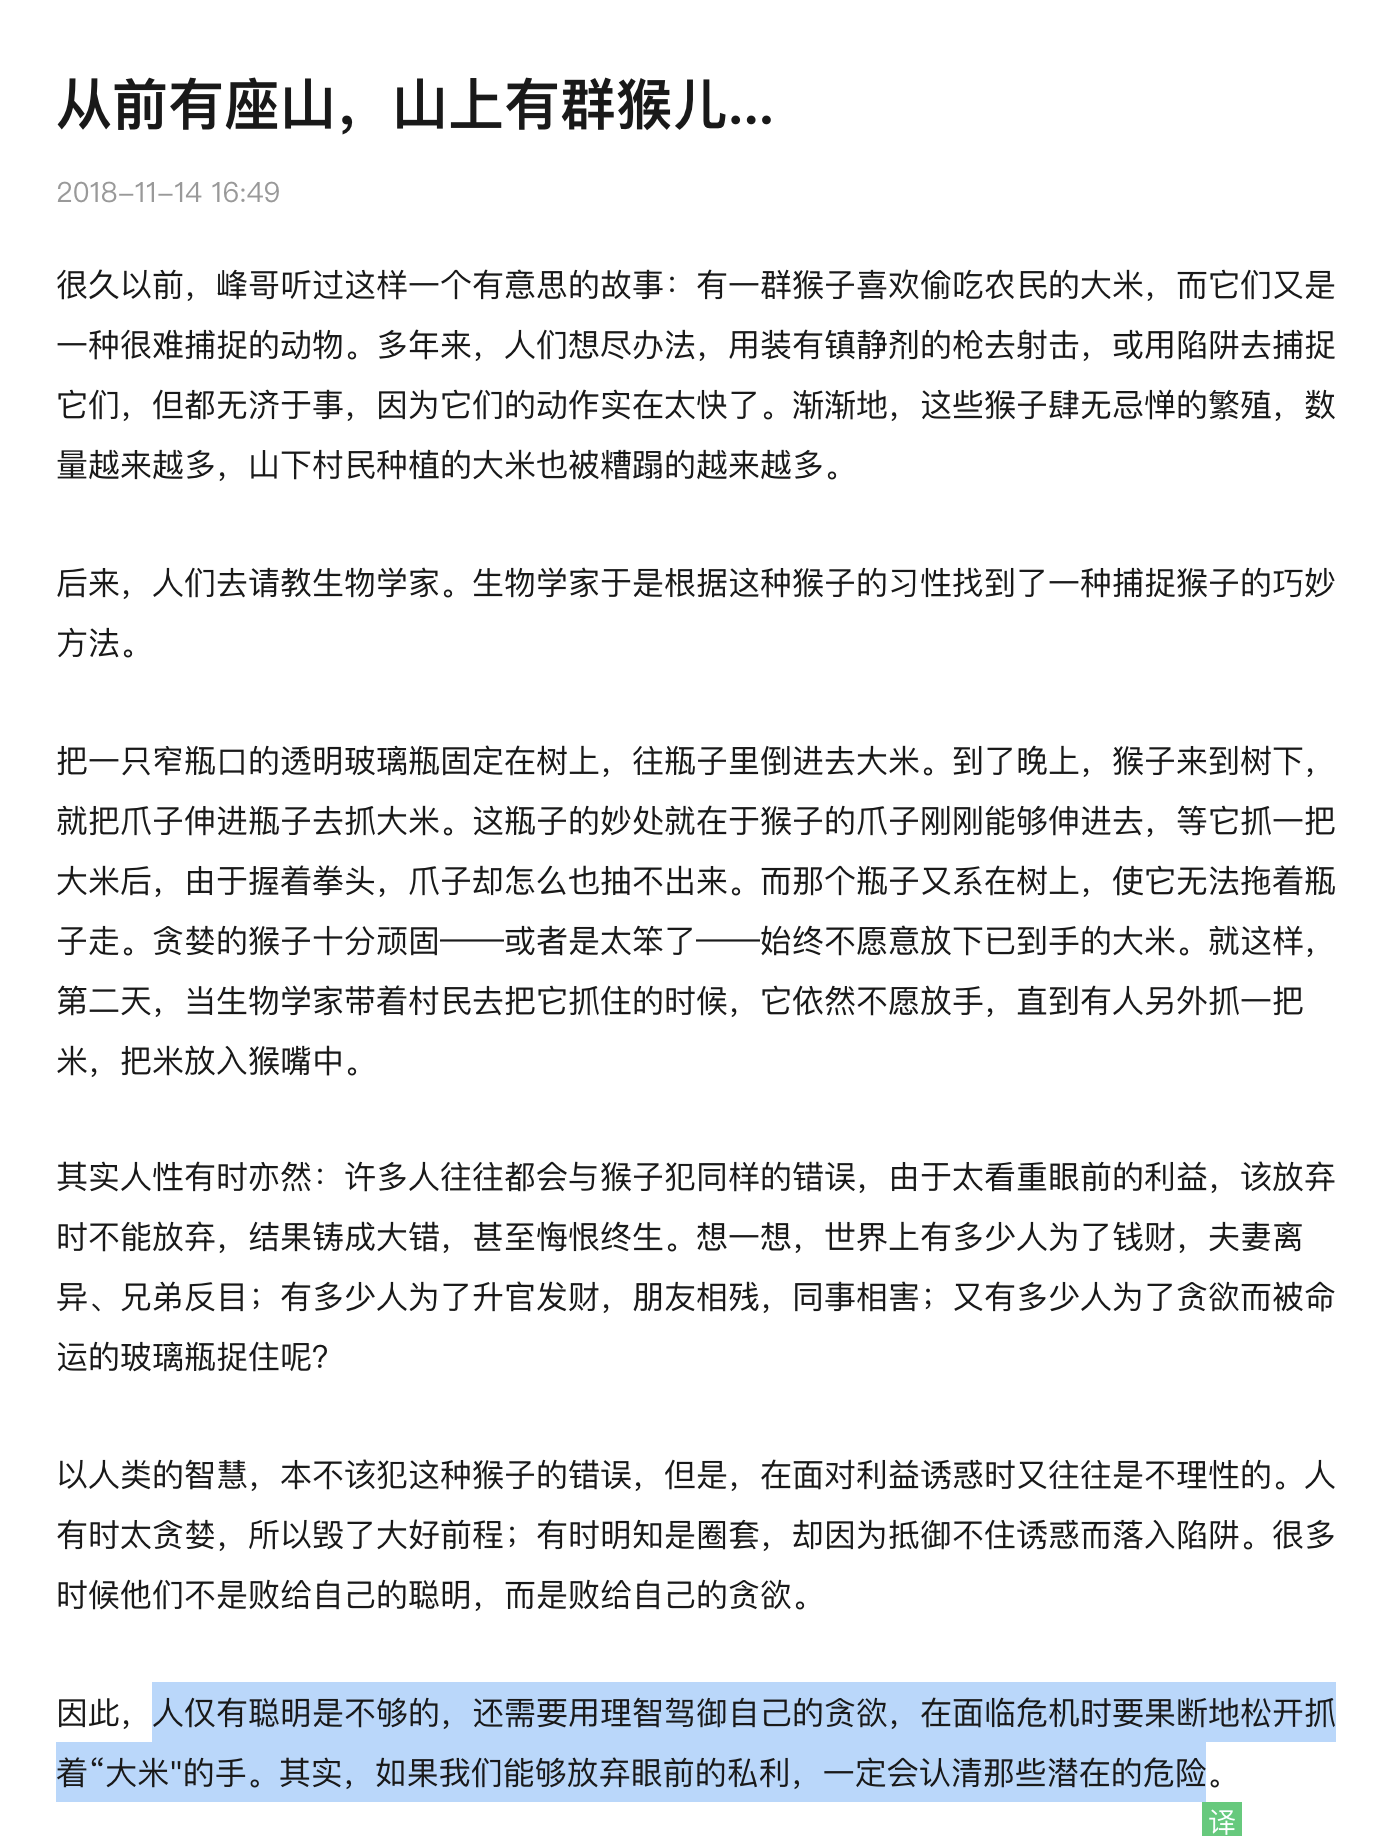 从前有座山，山上有群猴儿...
2018-11-14 16:49
很久以前，峰哥听过这样一个有意思的故事：有一群猴子喜欢偷吃农民的大米，而它们又是
一种很难捕捉的动物。多年来，人们想尽办法，用装有镇静剂的枪去射击，或用陷阱去捕捉
它们，但都无济于事，因为它们的动作实在太快了。渐渐地，这些猴子肆无忌惮的繁殖，数
量越来越多，山下村民种植的大米也被糟蹋的越来越多。
后来，人们去请教生物学家。生物学家于是根据这种猴子的习性找到了一种捕捉猴子的巧妙
方法。
把一只窄瓶口的透明玻璃瓶固定在树上，往瓶子里倒进去大米。到了晚上，猴子来到树下，
就把爪子伸进瓶子去抓大米。这瓶子的妙处就在于猴子的爪子刚刚能够伸进去，等它抓一把
大米后，由于握着拳头，爪子却怎么也抽不出来。而那个瓶子又系在树上，使它无法拖着瓶
子走。贪婪的猴子十分顽固——或者是太笨了——始终不愿意放下已到手的大米。就这样，
第二天，当生物学家带着村民去把它抓住的时候，它依然不愿放手，直到有人另外抓一把
米，把米放入猴嘴中。
其实人性有时亦然：许多人往往都会与猴子犯同样的错误，由于太看重眼前的利益，该放弃
时不能放弃，结果铸成大错，甚至悔恨终生。想一想，世界上有多少人为了钱财，夫妻离
异、兄弟反目；有多少人为了升官发财，朋友相残，同事相害；又有多少人为了贪欲而被命
运的玻璃瓶捉住呢?
以人类的智慧，本不该犯这种猴子的错误，但是，在面对利益诱惑时又往往是不理性的。人
有时太贪婪，所以毁了大好前程；有时明知是圈套，却因为抵御不住诱惑而落入陷阱。很多
时候他们不是败给自己的聪明，而是败给自己的贪欲。
因此，人仅有聪明是不够的，还需要用理智驾御自己的贪欲，在面临危机时要果断地松开抓
着“大米"的手。其实，如果我们能够放弃眼前的私利，一定会认清那些潜在的危险。
译